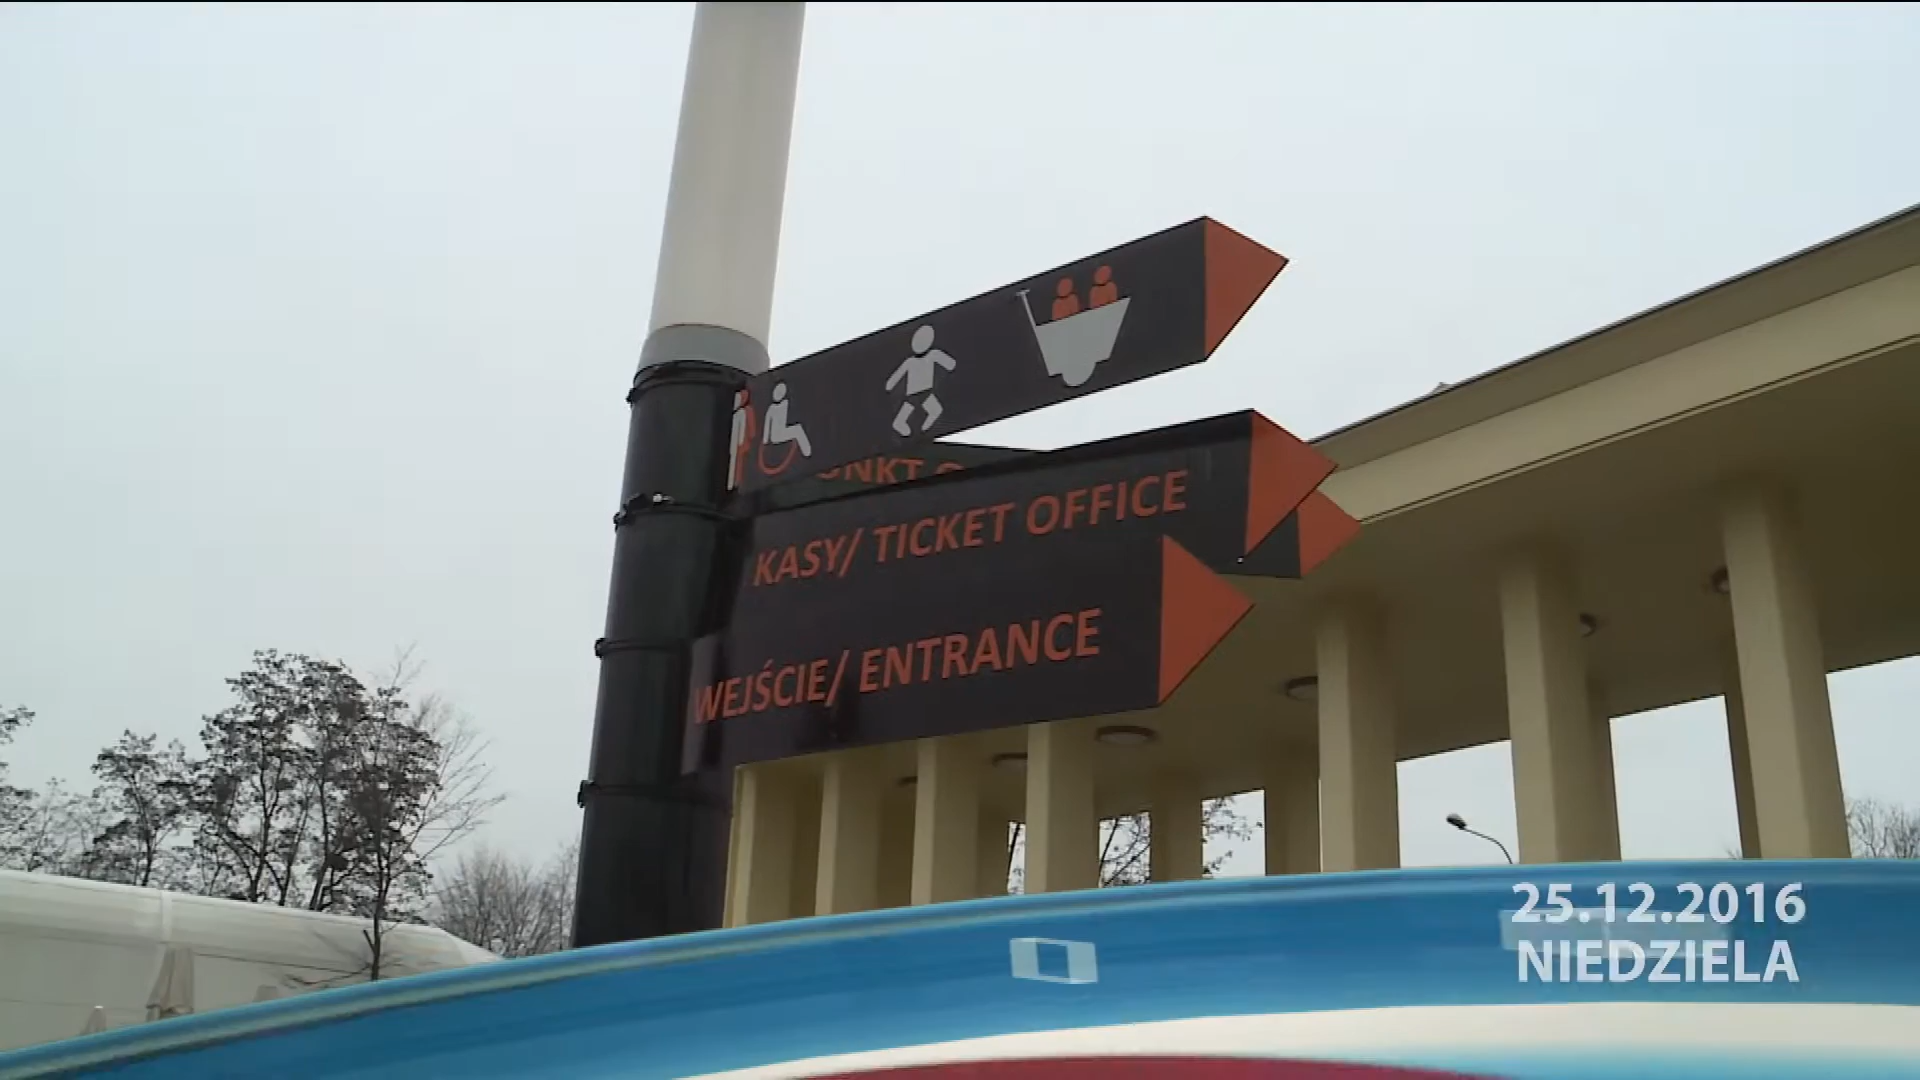 KASY/ TICKET OFFICE
WEJŚCIE/ ENTRANCE
25.12.2016
NIEDZIELA